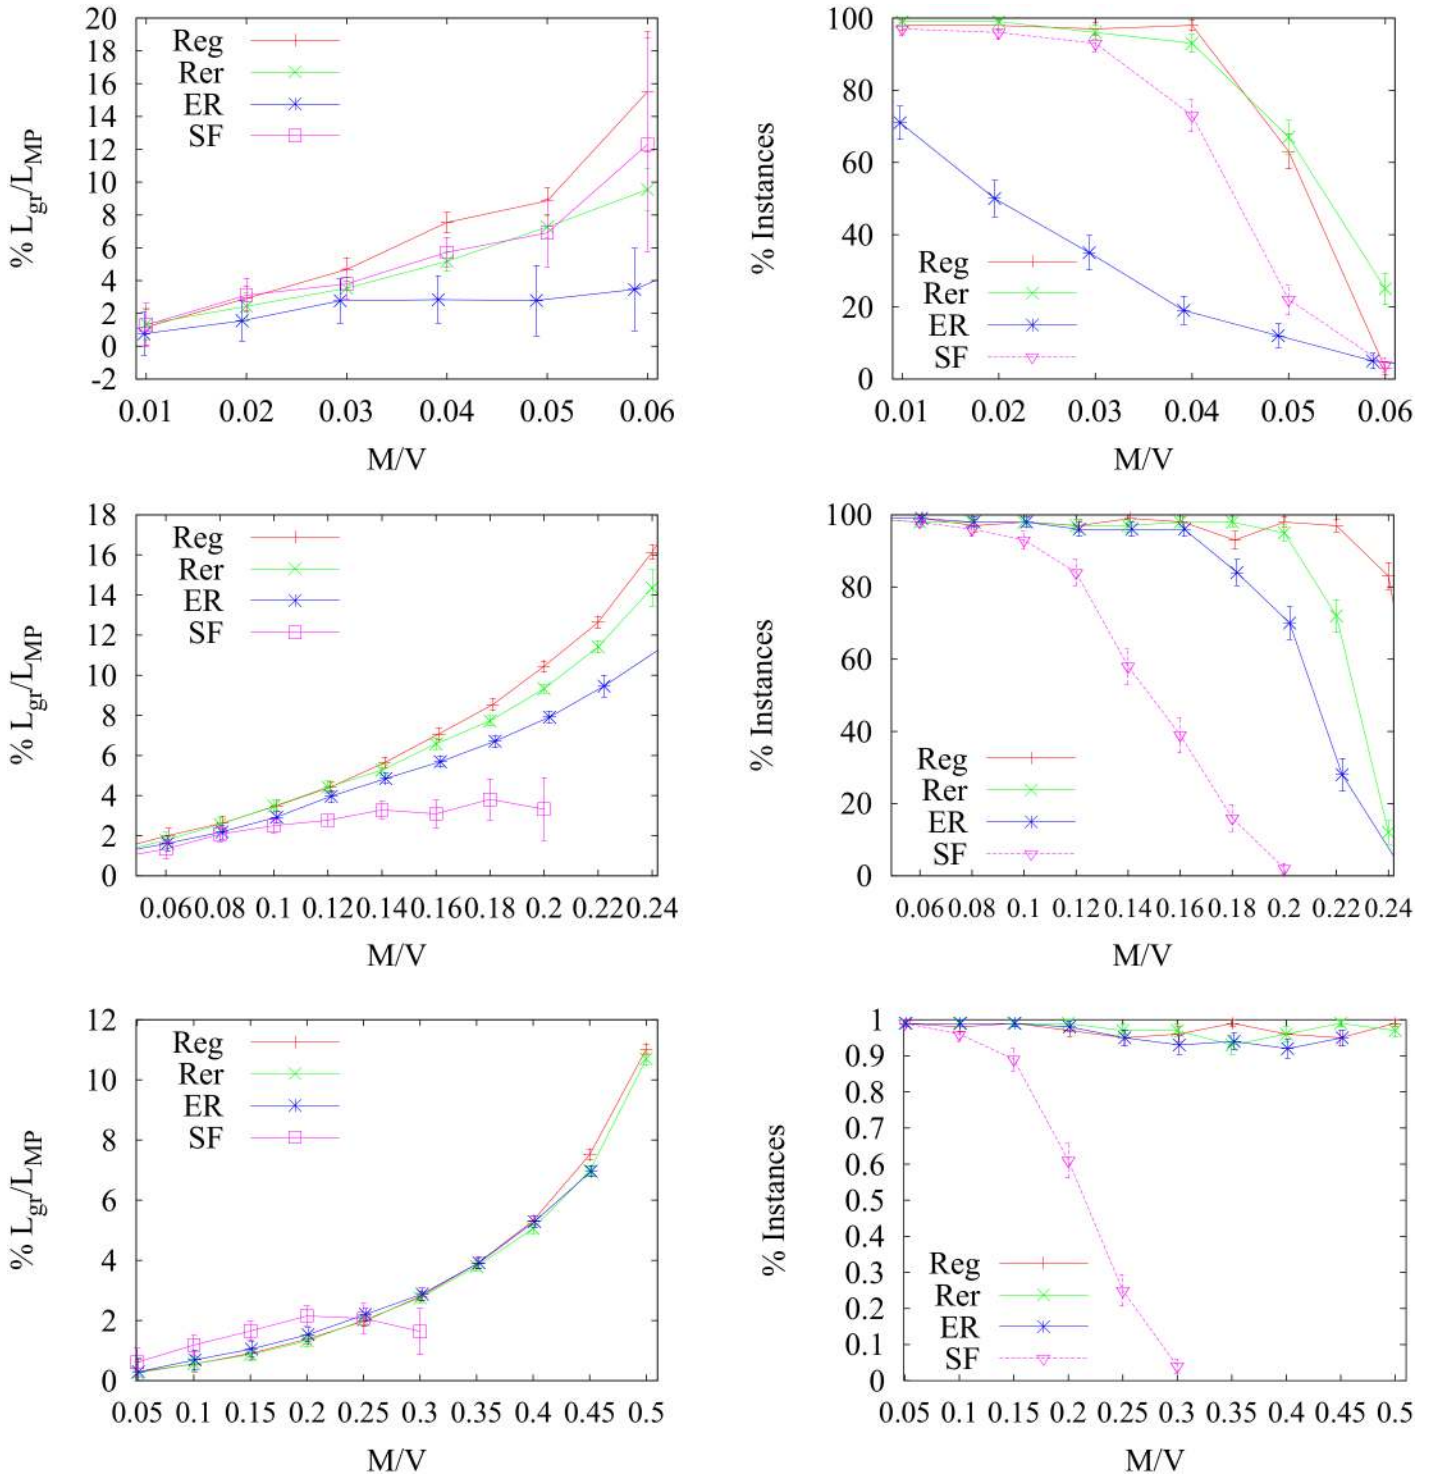 20
18
16
14
12
10
8
6
4
2
0
-2
Reg
Rer
ER
SF
% L_gr/L_MP
0.01 0.02 0.03 0.04 0.05 0.06
M/V
100
80
60
40
20
0
% Instances
Reg
Rer
ER
SF
0.01 0.02 0.03 0.04 0.05 0.06
M/V
18
16
14
12
10
8
6
4
2
0
Reg
Rer
ER
SF
% L_gr/L_MP
0.06 0.08 0.1 0.12 0.14 0.16 0.18 0.2 0.22 0.24
M/V
100
80
60
40
20
0
% Instances
Reg
Rer
ER
SF
0.06 0.08 0.1 0.12 0.14 0.16 0.18 0.2 0.22 0.24
M/V
12
10
8
6
4
2
0
Reg
Rer
ER
SF
% L_gr/L_MP
0.05 0.1 0.15 0.2 0.25 0.3 0.35 0.4 0.45 0.5
M/V
1
0.9
0.8
0.7
0.6
0.5
0.4
0.3
0.2
0.1
0
% Instances
Reg
Rer
ER
SF
0.05 0.1 0.15 0.2 0.25 0.3 0.35 0.4 0.45 0.5
M/V